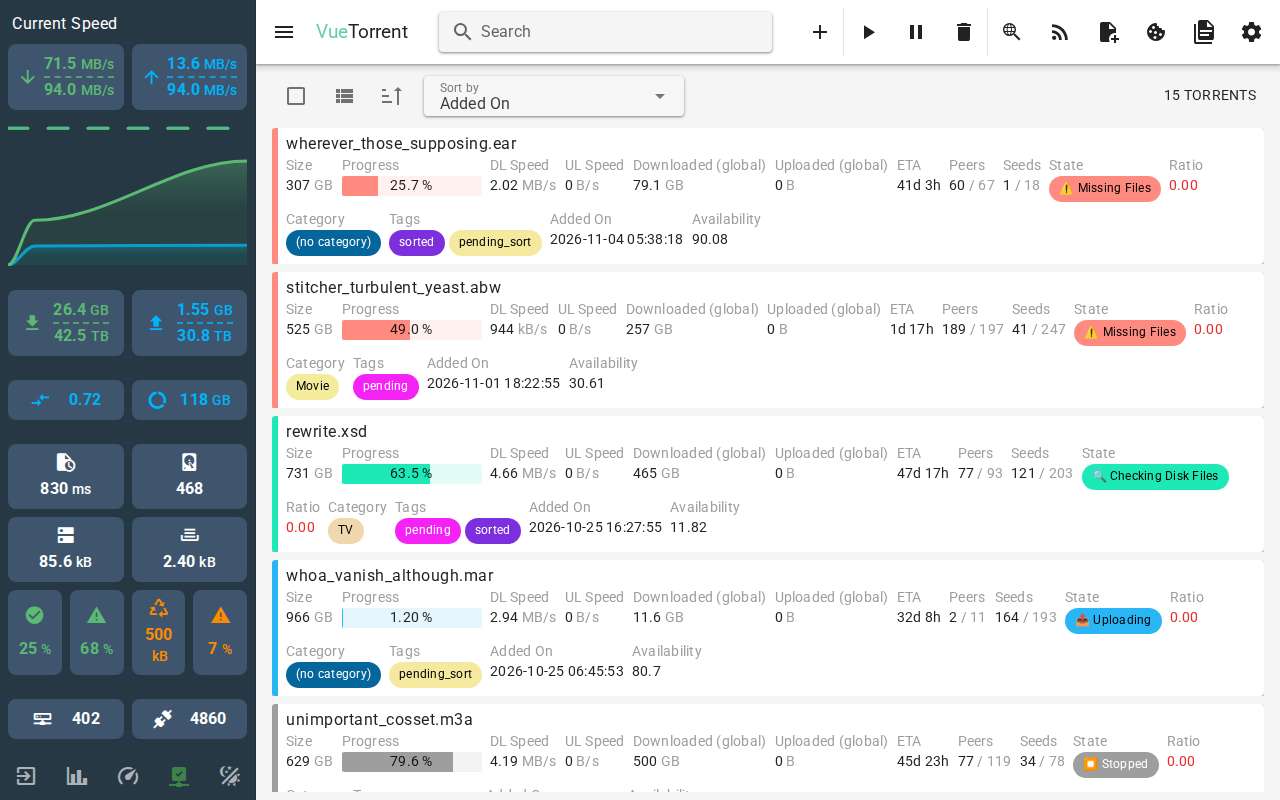 Current Speed
71.5 MB/s
94.0 MB/s
13.6 MB/s
94.0 MB/s
26.4 GB
42.5 TB
1.55 GB
30.8 TB
0.72
118 GB
830 ms
468
85.6 kB
2.40 kB
25 %
68 %
500 kB
7 %
402
4860
VueTorrent
Search
Sort by
Added On
15 TORRENTS
wherever_those_supposing.ear
Size Progress DL Speed UL Speed Downloaded (global) Uploaded (global) ETA Peers Seeds State Ratio
307 GB 25.7 % 2.02 MB/s 0 B/s 79.1 GB 0 B 41d 3h 60 / 67 1 / 18 ⚠️ Missing Files 0.00
Category Tags Added On Availability
(no category) sorted pending_sort 2026-11-04 05:38:18 90.08
stitcher_turbulent_yeast.abw
Size Progress DL Speed UL Speed Downloaded (global) Uploaded (global) ETA Peers Seeds State Ratio
525 GB 49.0 % 944 kB/s 0 B/s 257 GB 0 B 1d 17h 189 / 197 41 / 247 ⚠️ Missing Files 0.00
Category Tags Added On Availability
Movie pending 2026-11-01 18:22:55 30.61
rewrite.xsd
Size Progress DL Speed UL Speed Downloaded (global) Uploaded (global) ETA Peers Seeds State
731 GB 63.5 % 4.66 MB/s 0 B/s 465 GB 0 B 47d 17h 77 / 93 121 / 203 🔍 Checking Disk Files
Ratio Category Tags Added On Availability
0.00 TV pending sorted 2026-10-25 16:27:55 11.82
whoa_vanish_although.mar
Size Progress DL Speed UL Speed Downloaded (global) Uploaded (global) ETA Peers Seeds State Ratio
966 GB 1.20 % 2.94 MB/s 0 B/s 11.6 GB 0 B 32d 8h 2 / 11 164 / 193 📤 Uploading 0.00
Category Tags Added On Availability
(no category) pending_sort 2026-10-25 06:45:53 80.7
unimportant_cosset.m3a
Size Progress DL Speed UL Speed Downloaded (global) Uploaded (global) ETA Peers Seeds State Ratio
629 GB 79.6 % 4.19 MB/s 0 B/s 500 GB 0 B 45d 23h 77 / 119 34 / 78 ⏹️ Stopped 0.00